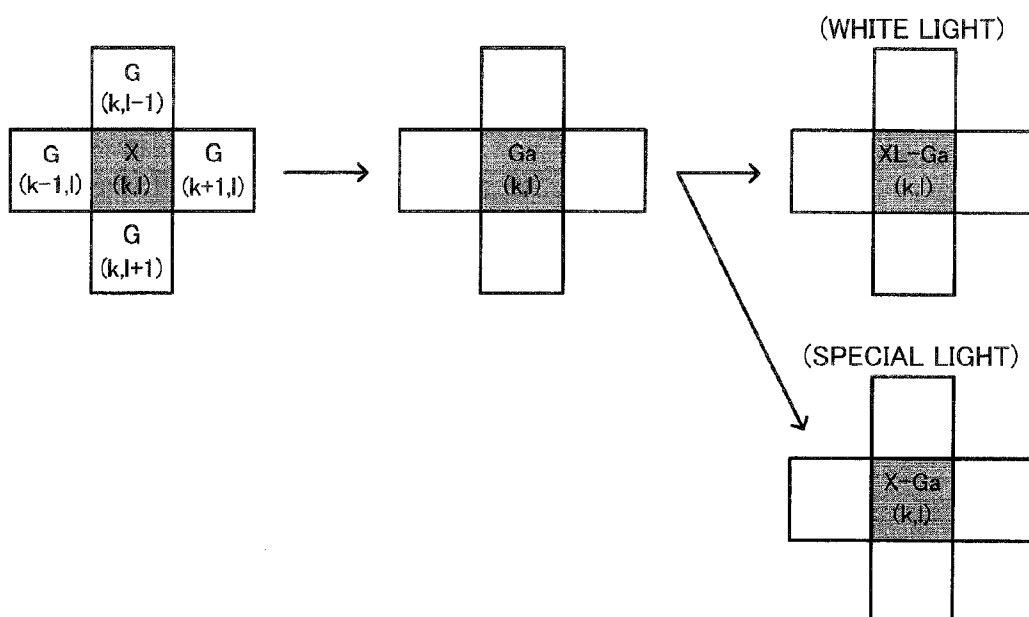 G
(k,l-1)
G
(k-1,l)
X
(k,l)
G
(k+1,l)
G
(k,l+1)
Ga
(k,l)
(WHITE LIGHT)
XL-Ga
(k,l)
(SPECIAL LIGHT)
X-Ga
(k,l)